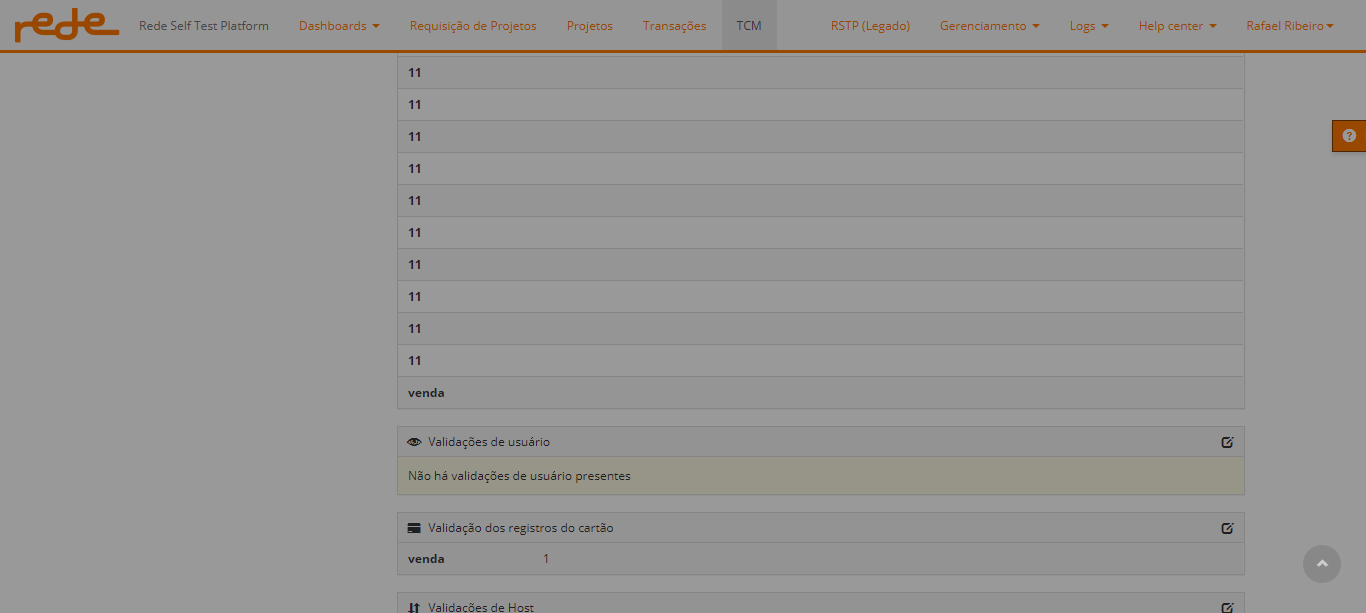 rede Rede Self Test Platform Dashboards Requisição de Projetos Projetos Transações TCM RSTP (Legado) Gerenciamento Logs Help center Rafael Ribeiro
11
11
11
11
11
11
11
11
11
11
venda
Validações de usuário
Não há validações de usuário presentes
Validação dos registros do cartão
venda 1
Validações de Host